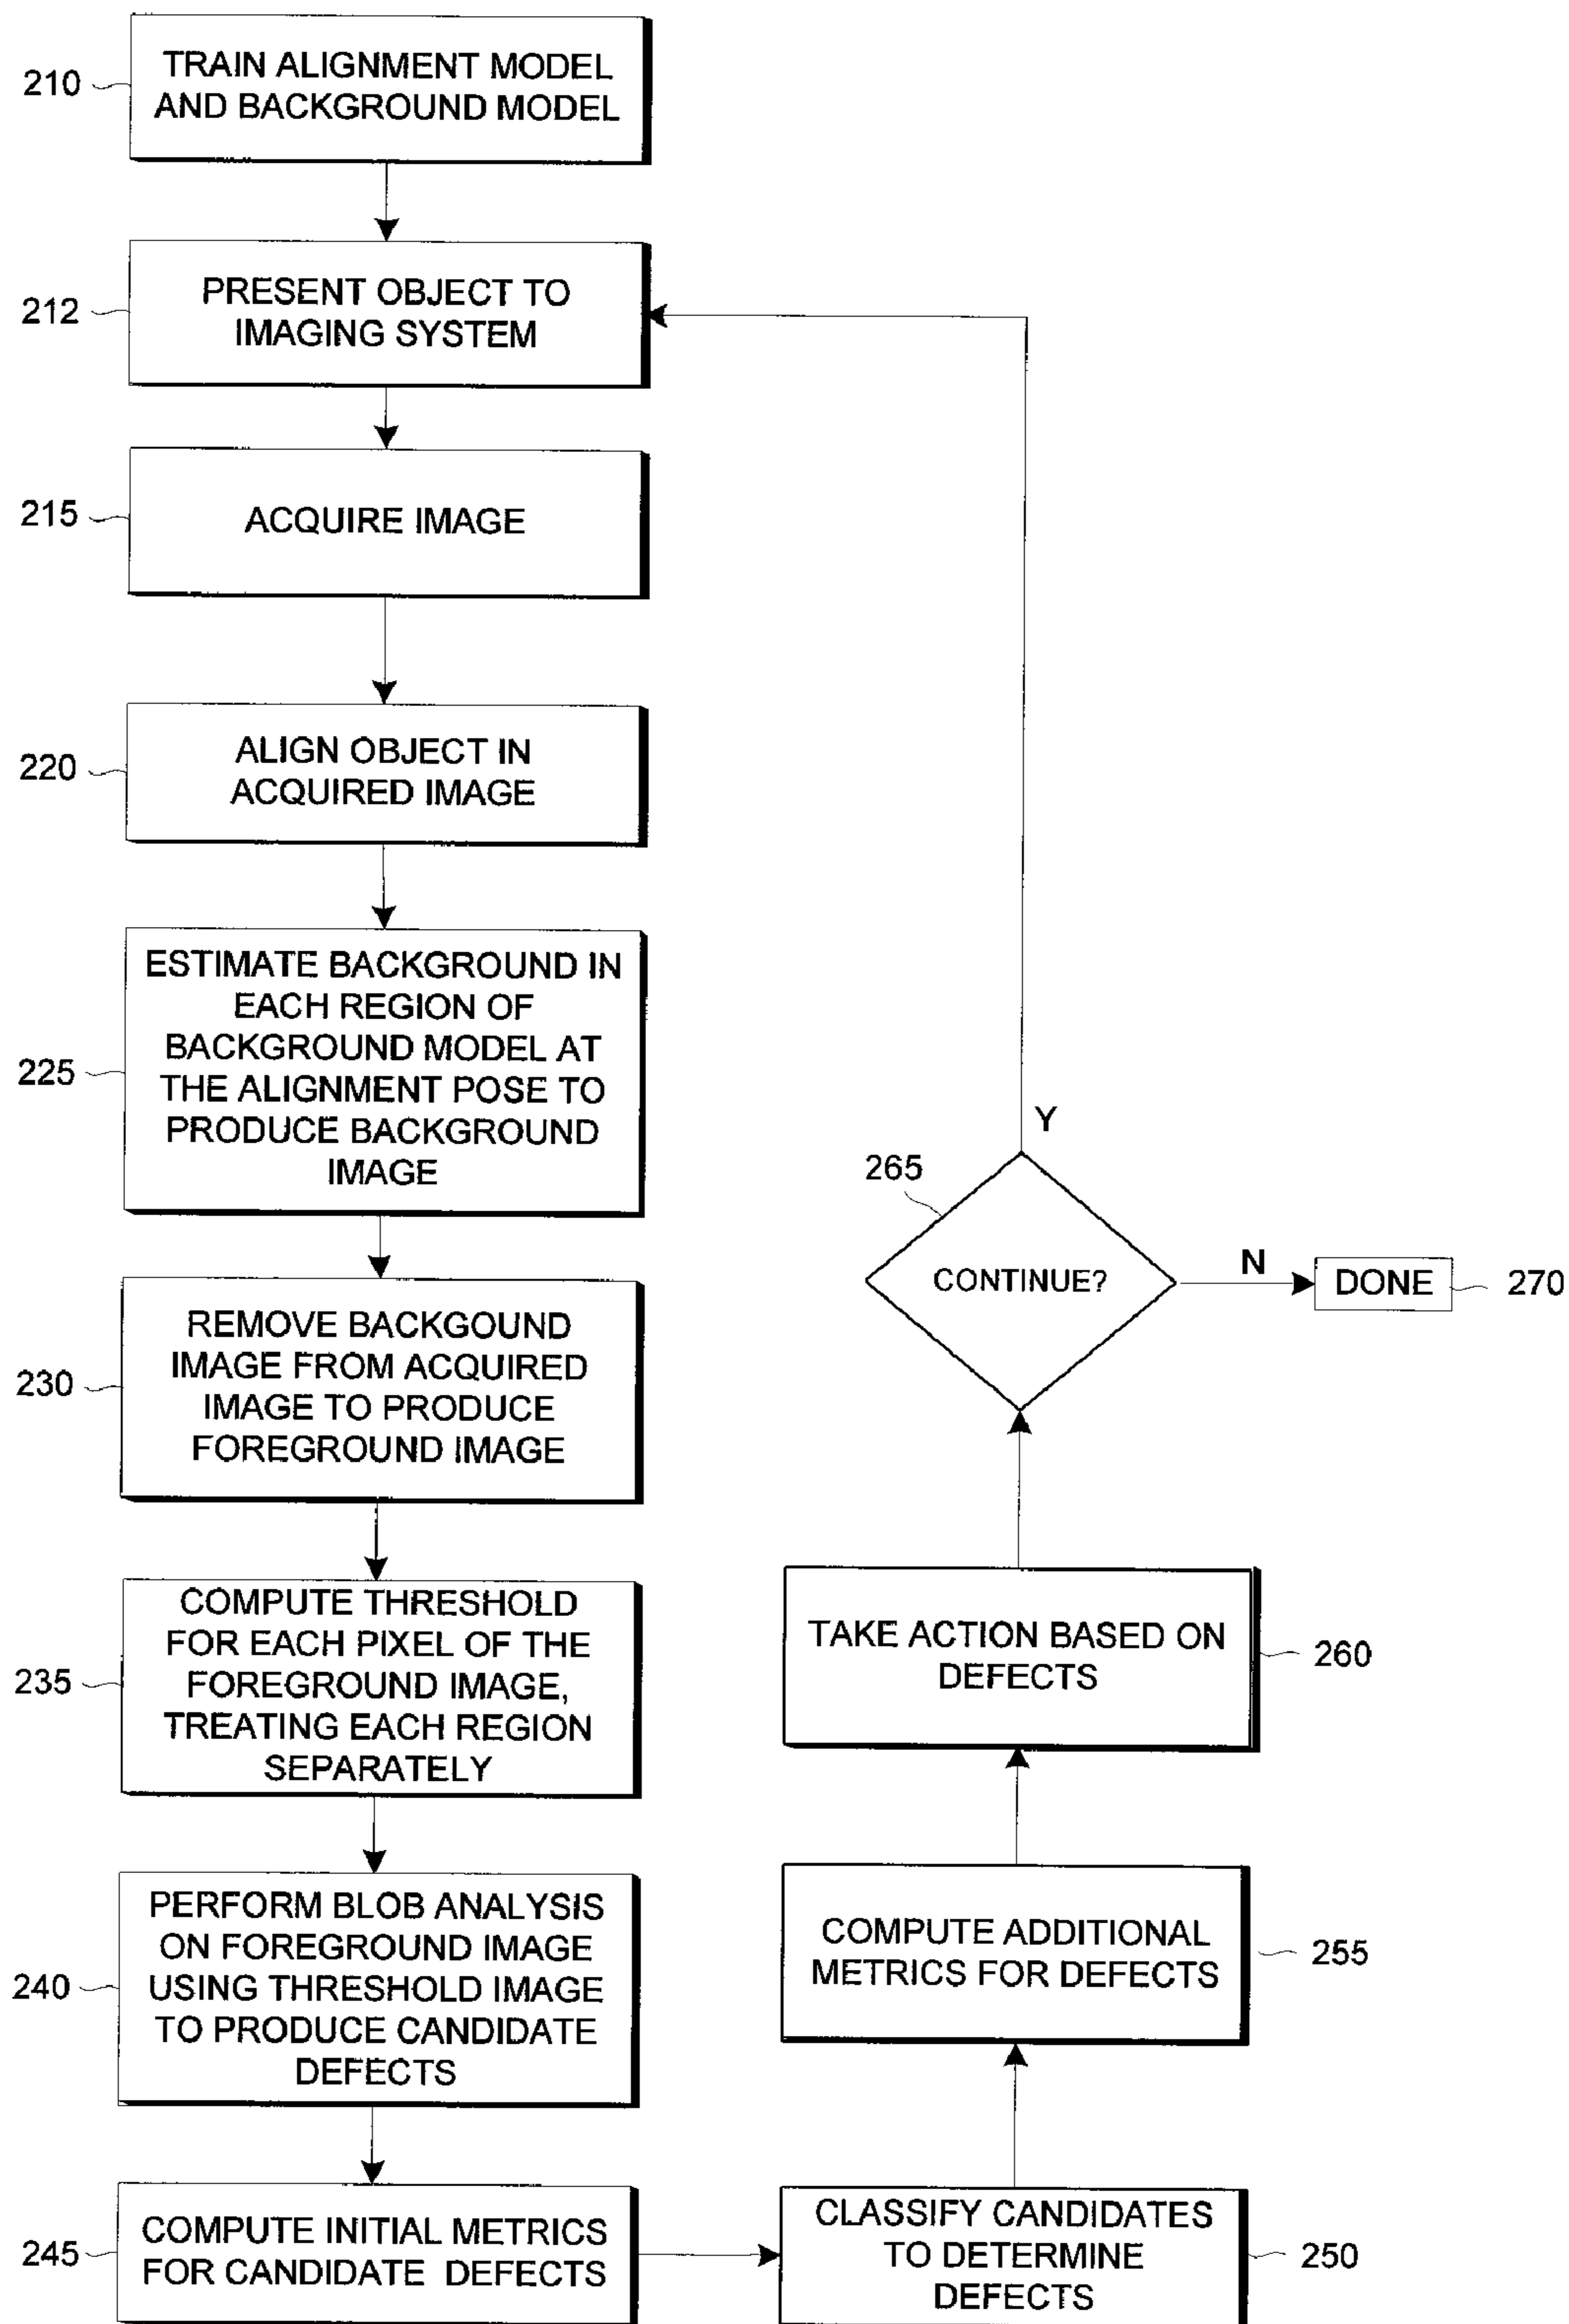 210
TRAIN ALIGNMENT MODEL
AND BACKGROUND MODEL
212
PRESENT OBJECT TO
IMAGING SYSTEM
215
ACQUIRE IMAGE
220
ALIGN OBJECT IN
ACQUIRED IMAGE
225
ESTIMATE BACKGROUND IN
EACH REGION OF
BACKGROUND MODEL AT
THE ALIGNMENT POSE TO
PRODUCE BACKGROUND
IMAGE
230
REMOVE BACKGOUND
IMAGE FROM ACQUIRED
IMAGE TO PRODUCE
FOREGROUND IMAGE
235
COMPUTE THRESHOLD
FOR EACH PIXEL OF THE
FOREGROUND IMAGE,
TREATING EACH REGION
SEPARATELY
240
PERFORM BLOB ANALYSIS
ON FOREGROUND IMAGE
USING THRESHOLD IMAGE
TO PRODUCE CANDIDATE
DEFECTS
245
COMPUTE INITIAL METRICS
FOR CANDIDATE DEFECTS
CLASSIFY CANDIDATES
TO DETERMINE
DEFECTS
250
COMPUTE ADDITIONAL
METRICS FOR DEFECTS
255
TAKE ACTION BASED ON
DEFECTS
260
265
CONTINUE?
Y
N
DONE
270